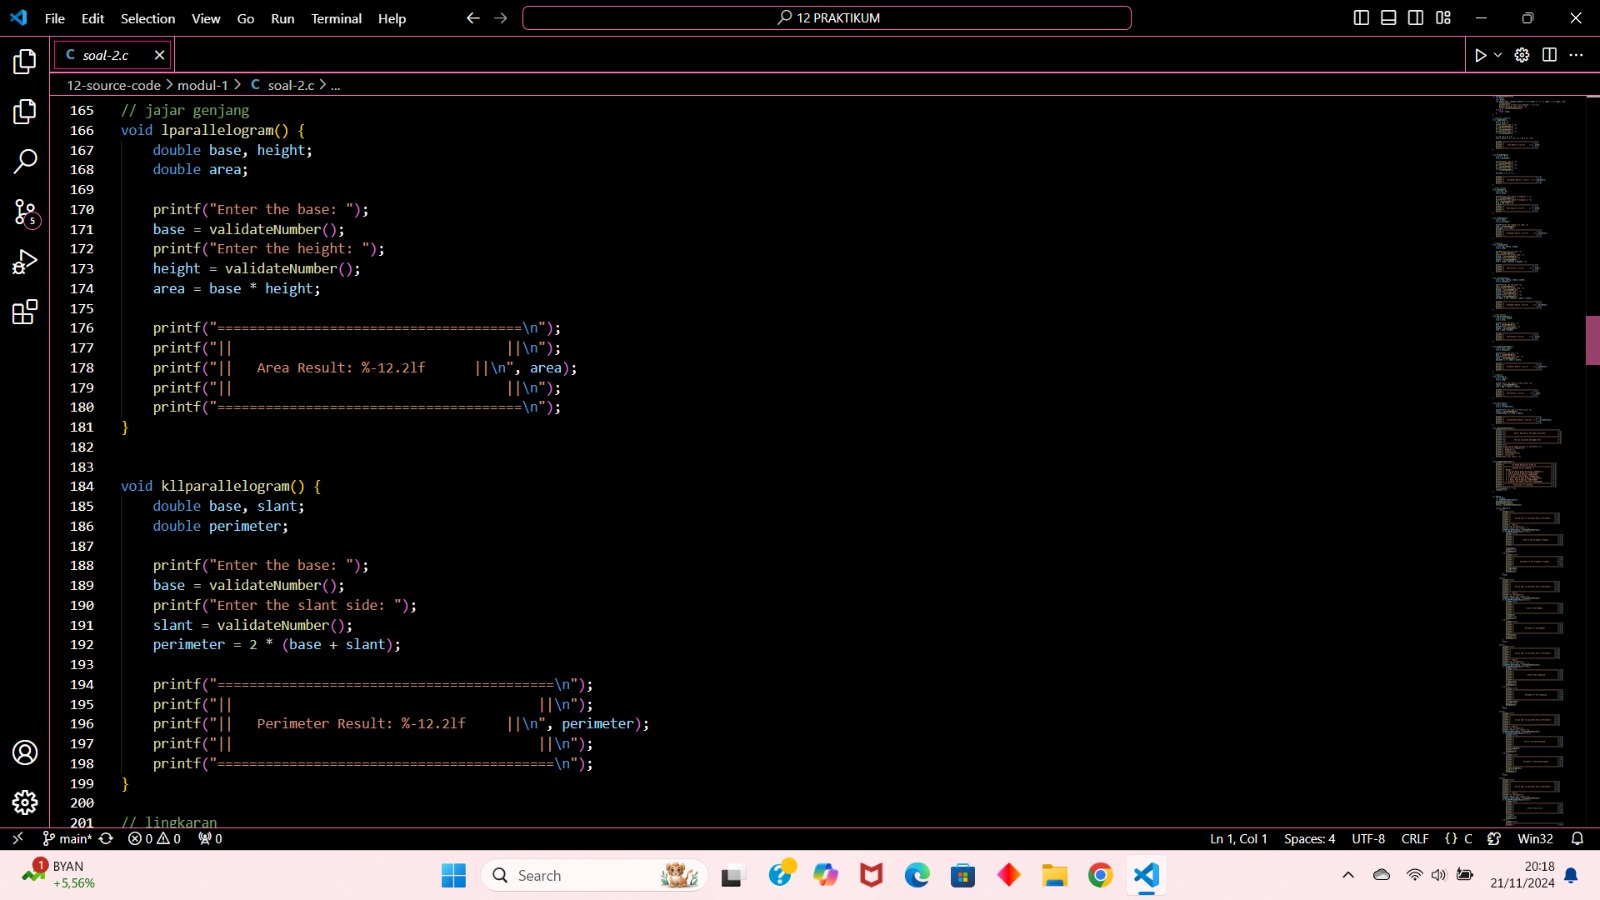 File Edit Selection View Go Run Terminal Help
12 PRAKTIKUM
C soal-2.c
12-source-code > modul-1 > C soal-2.c > ...
165 // jajar genjang
166 void lparallelogram() {
167 double base, height;
168 double area;
169
170 printf("Enter the base: ");
171 base = validateNumber();
172 printf("Enter the height: ");
173 height = validateNumber();
174 area = base * height;
175
176 printf("======================================\n");
177 printf("||                                  ||\n");
178 printf("||   Area Result: %-12.2lf      ||\n", area);
179 printf("||                                  ||\n");
180 printf("======================================\n");
181 }
182
183
184 void kllparallelogram() {
185 double base, slant;
186 double perimeter;
187
188 printf("Enter the base: ");
189 base = validateNumber();
190 printf("Enter the slant side: ");
191 slant = validateNumber();
192 perimeter = 2 * (base + slant);
193
194 printf("==========================================\n");
195 printf("||                                      ||\n");
196 printf("||   Perimeter Result: %-12.2lf     ||\n", perimeter);
197 printf("||                                      ||\n");
198 printf("==========================================\n");
199 }
200
201 // lingkaran
5
main* 0 0 0
Ln 1, Col 1 Spaces: 4 UTF-8 CRLF {} C Win32
1 BYAN
+5,56%
Search
20:18
21/11/2024